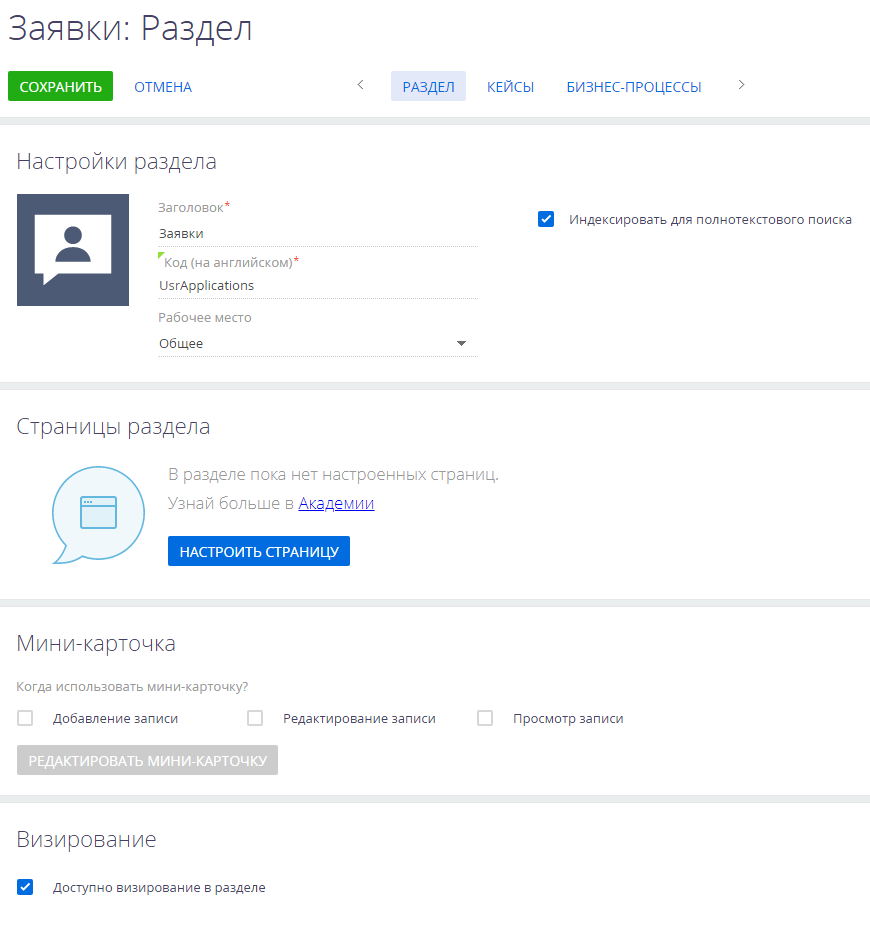 Заявки: Раздел
СОХРАНИТЬ ОТМЕНА РАЗДЕЛ КЕЙСЫ БИЗНЕС-ПРОЦЕССЫ
Настройки раздела
Заголовок*
Заявки
Индексировать для полнотекстового поиска
Код (на английском)*
UsrApplications
Рабочее место
Общее
Страницы раздела
В разделе пока нет настроенных страниц.
Узнай больше в Академии
НАСТРОИТЬ СТРАНИЦУ
Мини-карточка
Когда использовать мини-карточку?
Добавление записи Редактирование записи Просмотр записи
РЕДАКТИРОВАТЬ МИНИ-КАРТОЧКУ
Визирование
Доступно визирование в разделе